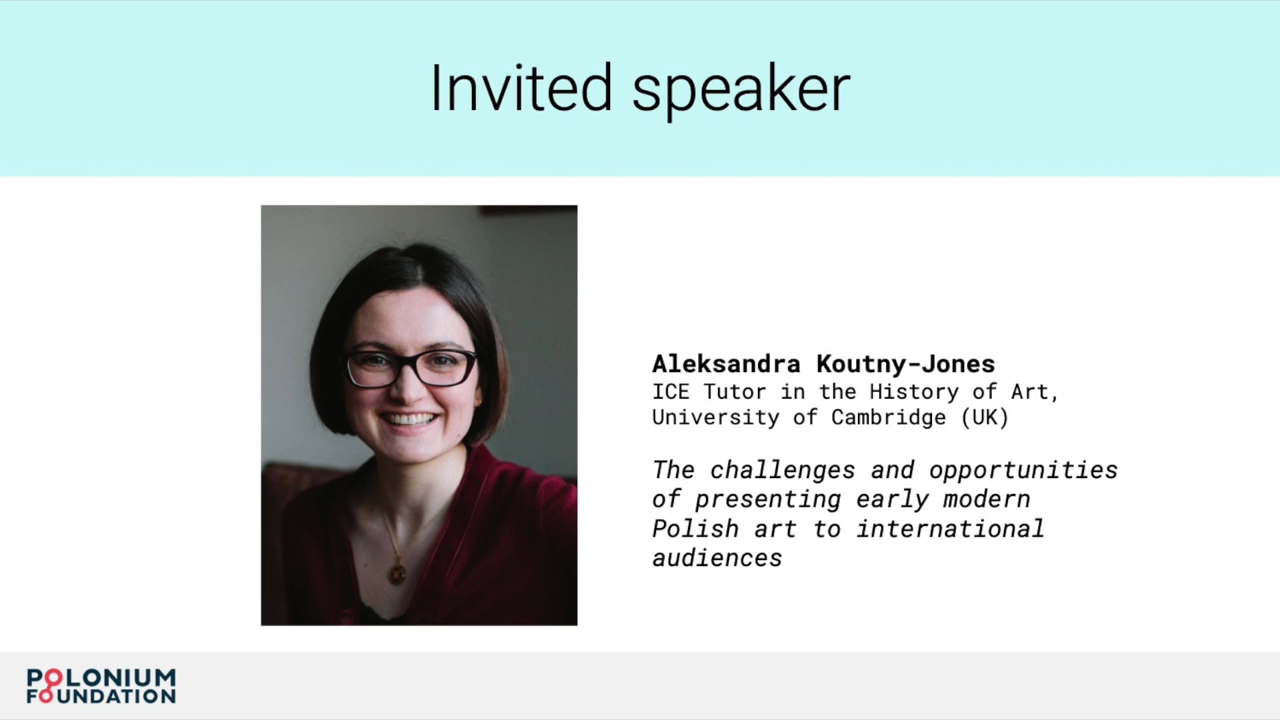 Invited speaker
Aleksandra Koutny-Jones
ICE Tutor in the History of Art,
University of Cambridge (UK)
The challenges and opportunities
of presenting early modern
Polish art to international
audiences
POLONIUM
FOUNDATION